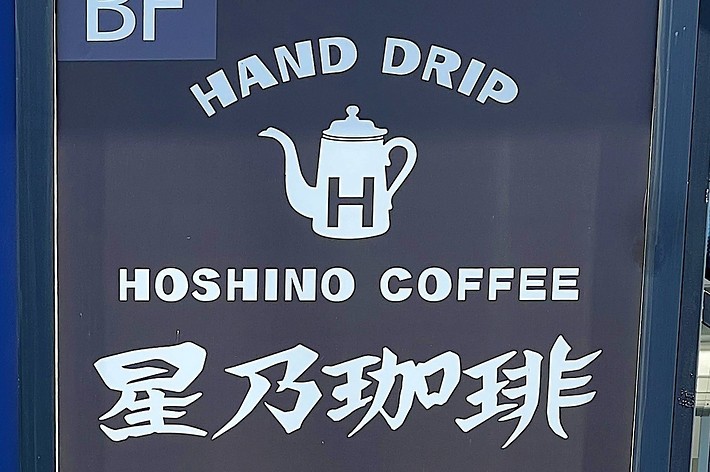 BF
HAND DRIP
H
HOSHINO COFFEE
星乃珈琲